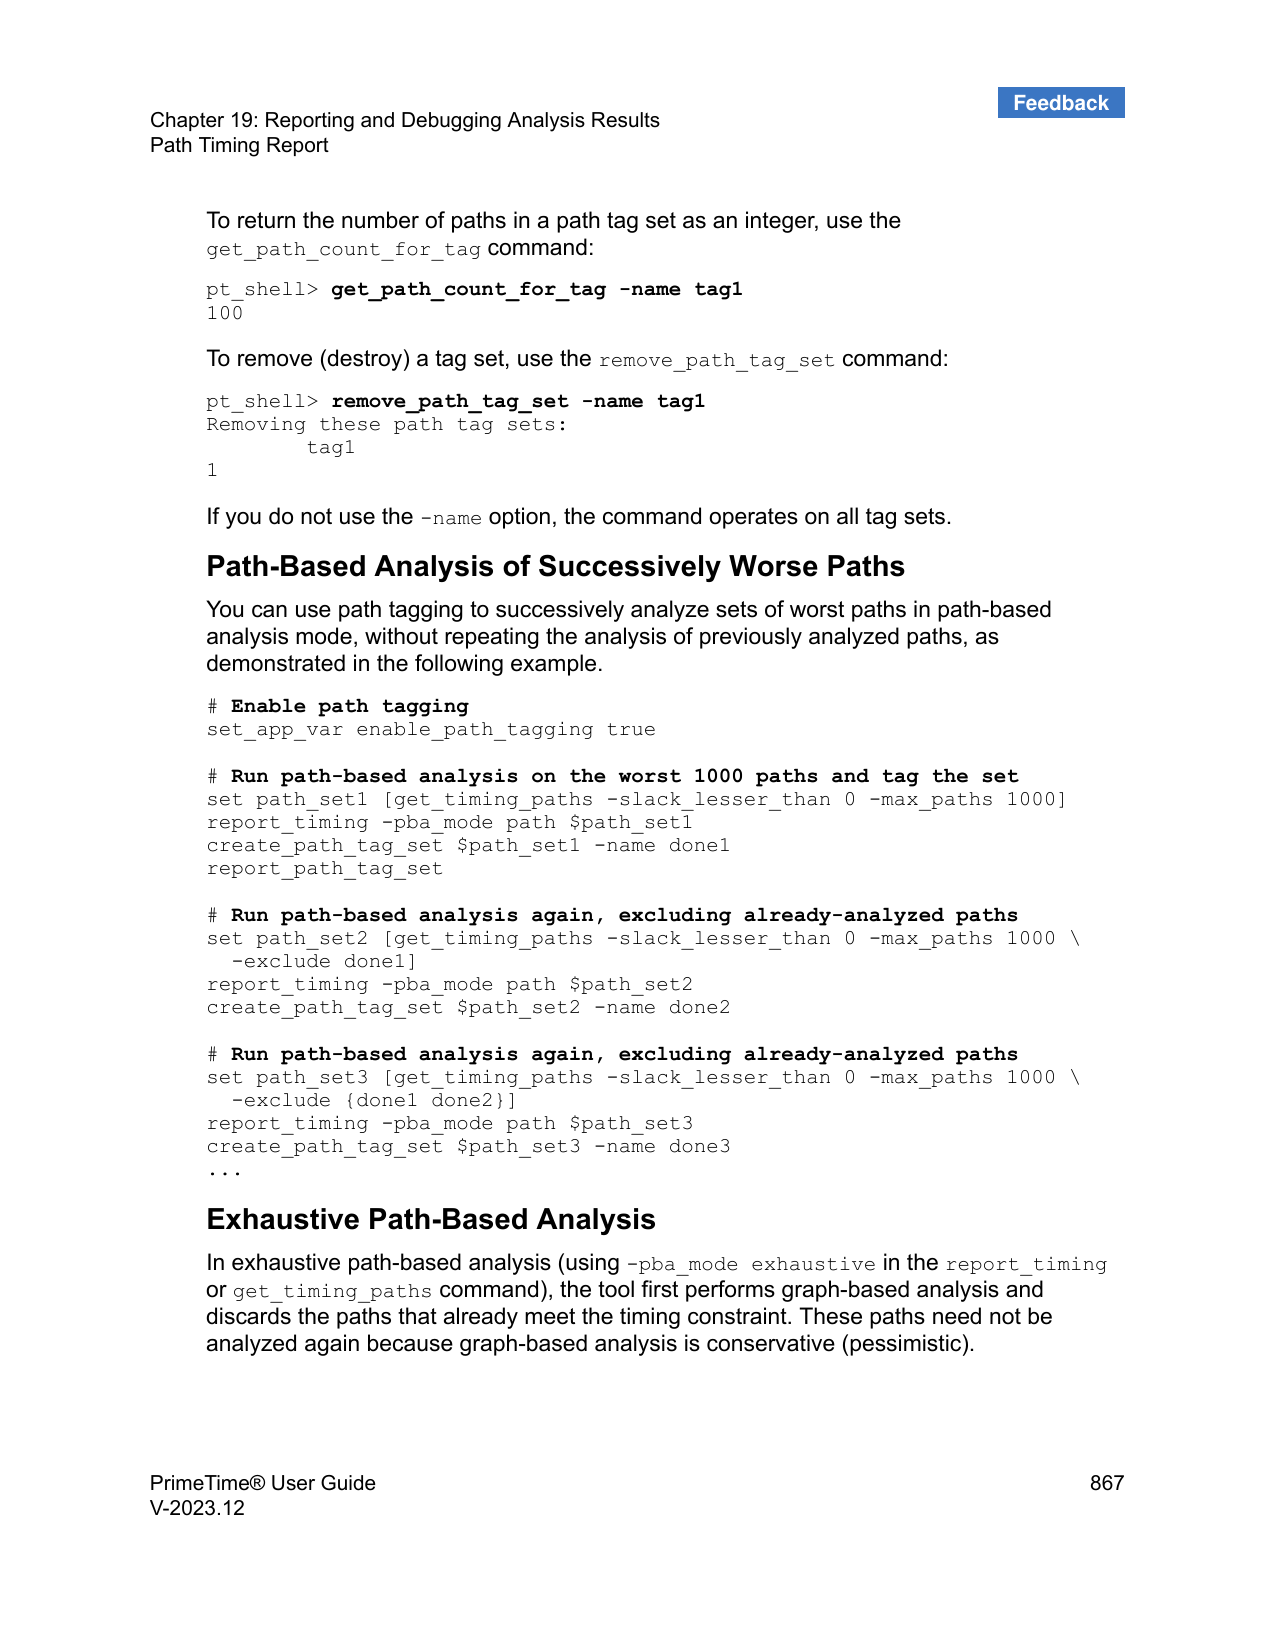 Feedback
Chapter 19: Reporting and Debugging Analysis Results
Path Timing Report
To return the number of paths in a path tag set as an integer, use the
get_path_count_for_tag command:
pt_shell> get_path_count_for_tag -name tag1
100
To remove (destroy) a tag set, use the remove_path_tag_set command:
pt_shell> remove_path_tag_set -name tag1
Removing these path tag sets:
        tag1
1
If you do not use the -name option, the command operates on all tag sets.
Path-Based Analysis of Successively Worse Paths
You can use path tagging to successively analyze sets of worst paths in path-based
analysis mode, without repeating the analysis of previously analyzed paths, as
demonstrated in the following example.
# Enable path tagging
set_app_var enable_path_tagging true
# Run path-based analysis on the worst 1000 paths and tag the set
set path_set1 [get_timing_paths -slack_lesser_than 0 -max_paths 1000]
report_timing -pba_mode path $path_set1
create_path_tag_set $path_set1 -name done1
report_path_tag_set
# Run path-based analysis again, excluding already-analyzed paths
set path_set2 [get_timing_paths -slack_lesser_than 0 -max_paths 1000 \
  -exclude done1]
report_timing -pba_mode path $path_set2
create_path_tag_set $path_set2 -name done2
# Run path-based analysis again, excluding already-analyzed paths
set path_set3 [get_timing_paths -slack_lesser_than 0 -max_paths 1000 \
  -exclude {done1 done2}]
report_timing -pba_mode path $path_set3
create_path_tag_set $path_set3 -name done3
...
Exhaustive Path-Based Analysis
In exhaustive path-based analysis (using -pba_mode exhaustive in the report_timing
or get_timing_paths command), the tool first performs graph-based analysis and
discards the paths that already meet the timing constraint. These paths need not be
analyzed again because graph-based analysis is conservative (pessimistic).
PrimeTime® User Guide 867
V-2023.12